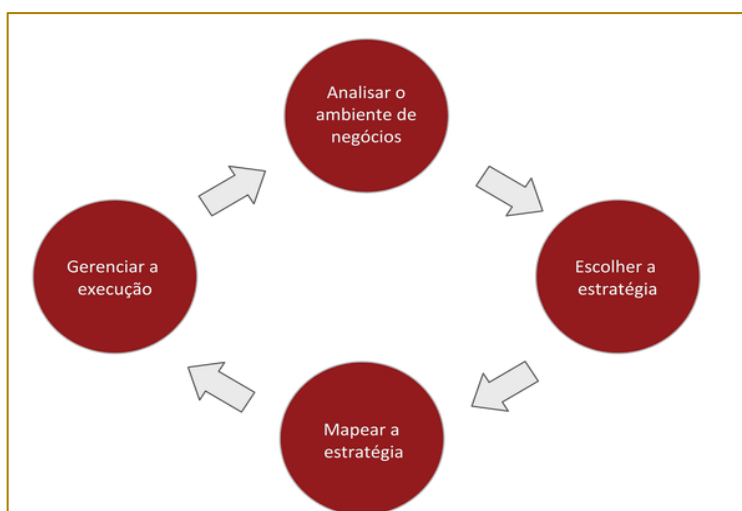 Analisar o
ambiente de
negócios
Escolher a
estratégia
Mapear a
estratégia
Gerenciar a
execução